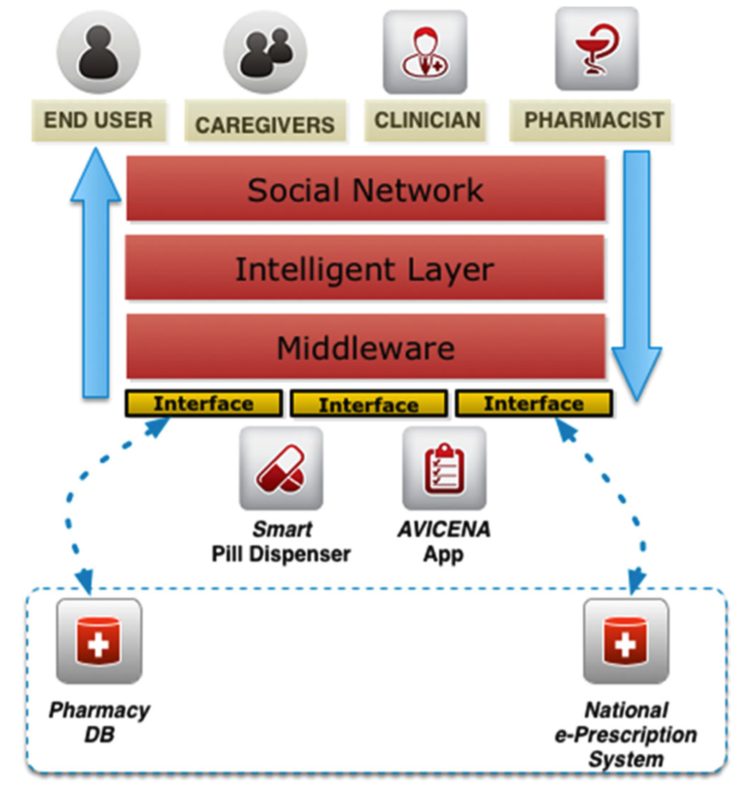 END USER
CAREGIVERS
CLINICIAN
PHARMACIST
Social Network
Intelligent Layer
Middleware
Interface
Interface
Interface
Smart
Pill Dispenser
AVICENA
App
Pharmacy
DB
National
e-Prescription
System